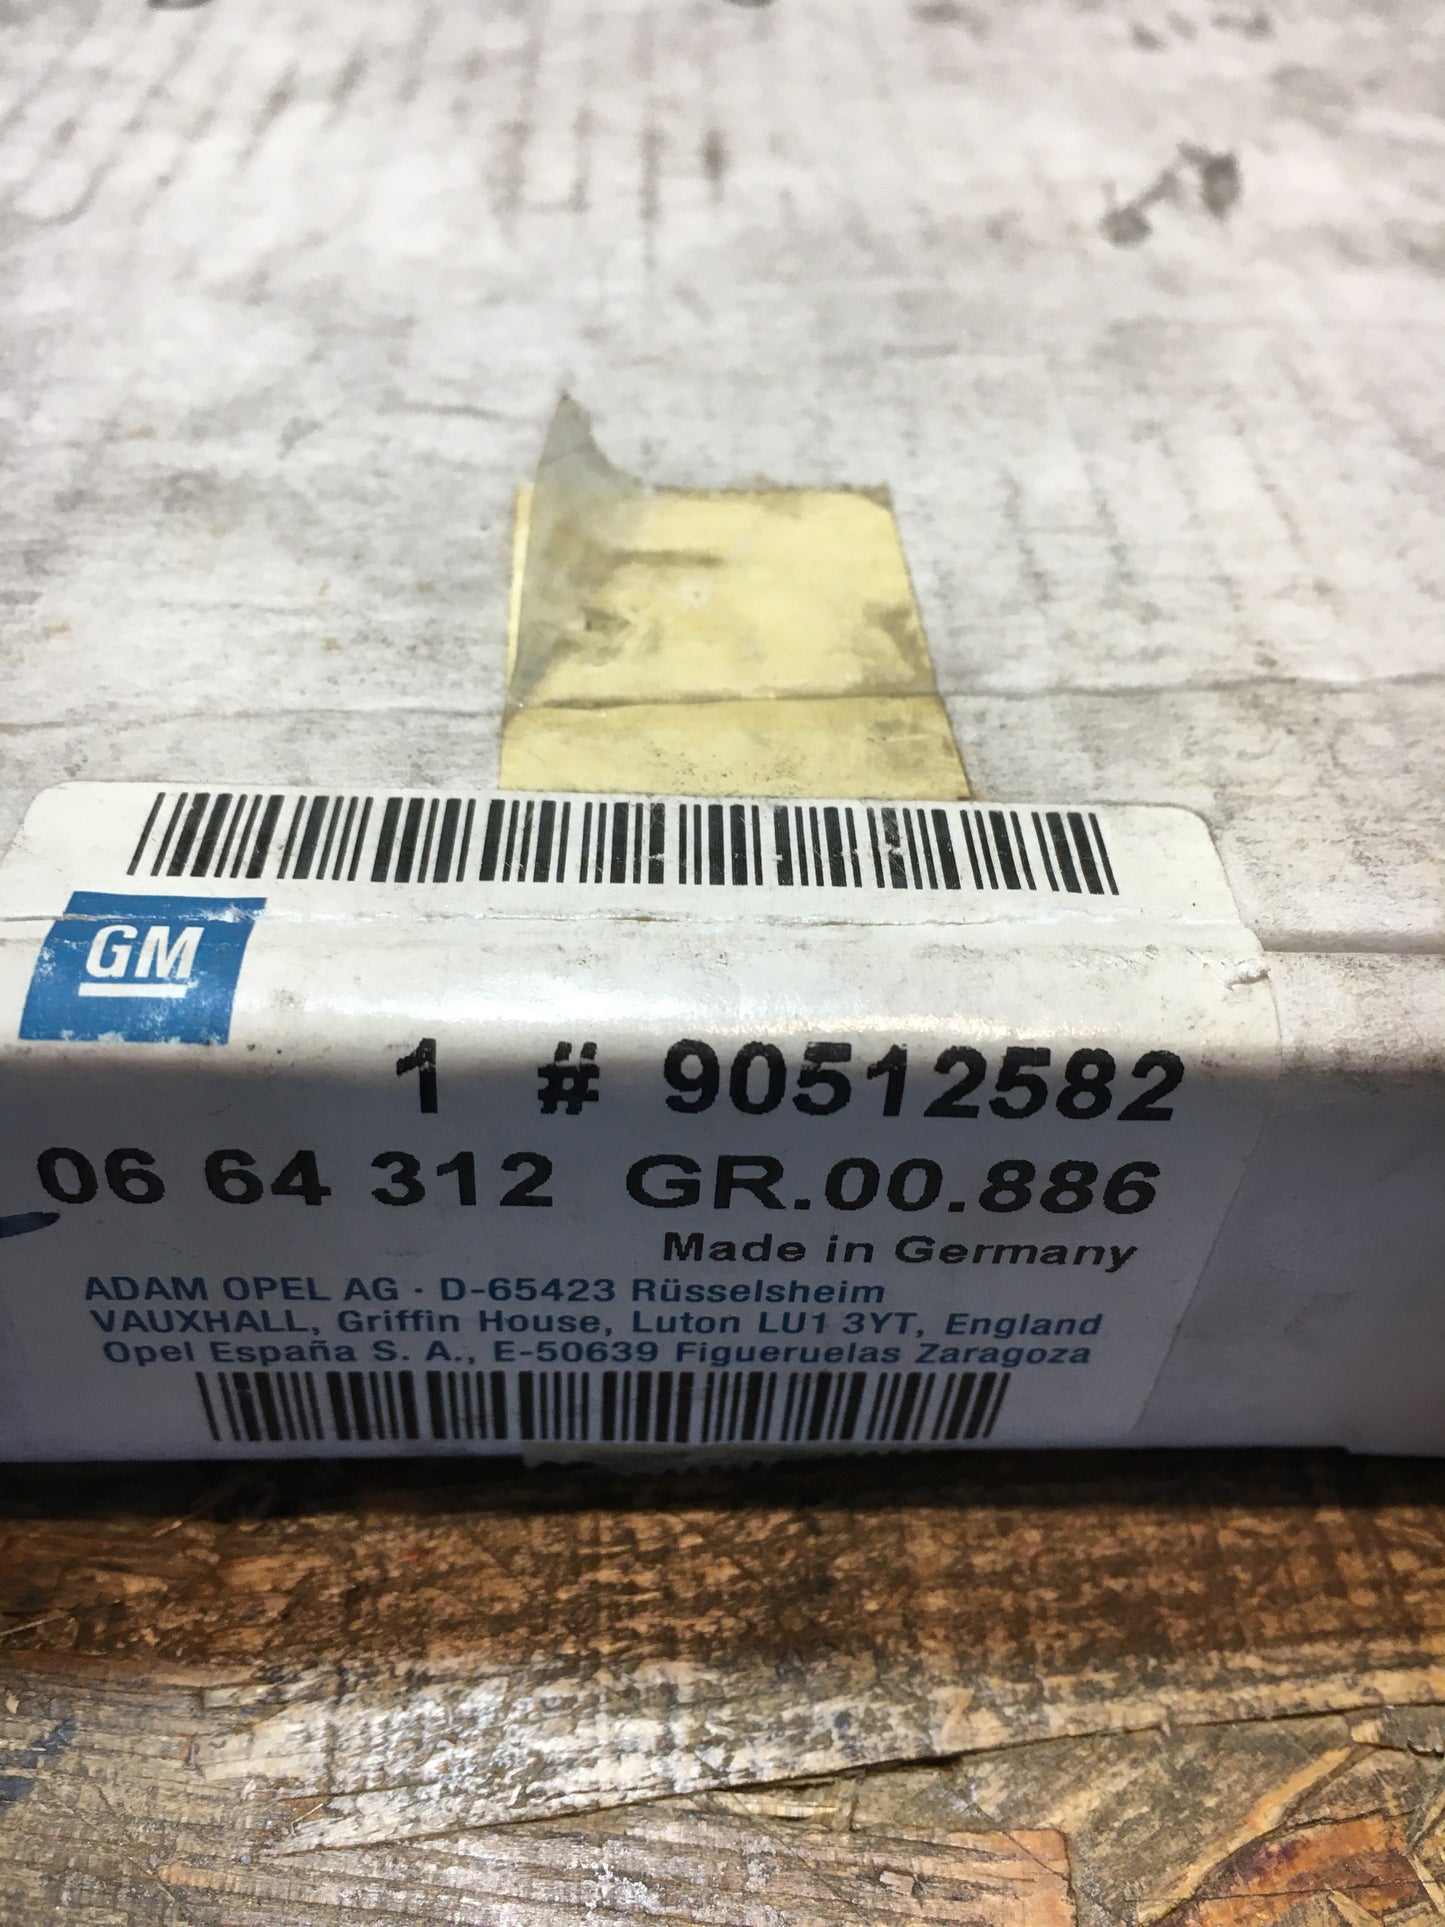 GM
1 # 90512582
06 64 312 GR.00.886
Made in Germany
ADAM OPEL AG · D-65423 Rüsselsheim
VAUXHALL, Griffin House, Luton LU1 3YT, England
Opel España S. A., E-50639 Figueruelas Zaragoza